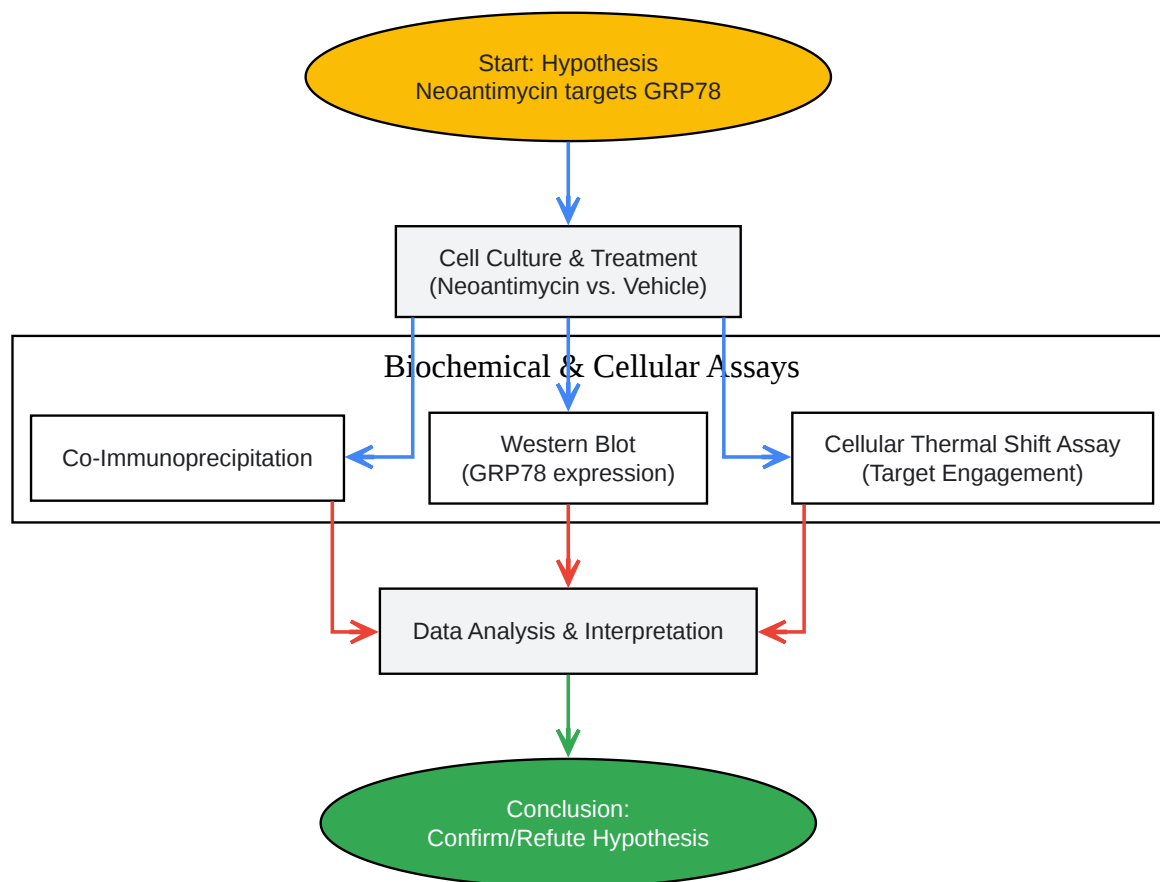 Start: Hypothesis
Neoantimycin targets GRP78
Cell Culture & Treatment
(Neoantimycin vs. Vehicle)
Biochemical & Cellular Assays
Co-Immunoprecipitation
Western Blot
(GRP78 expression)
Cellular Thermal Shift Assay
(Target Engagement)
Data Analysis & Interpretation
Conclusion:
Confirm/Refute Hypothesis